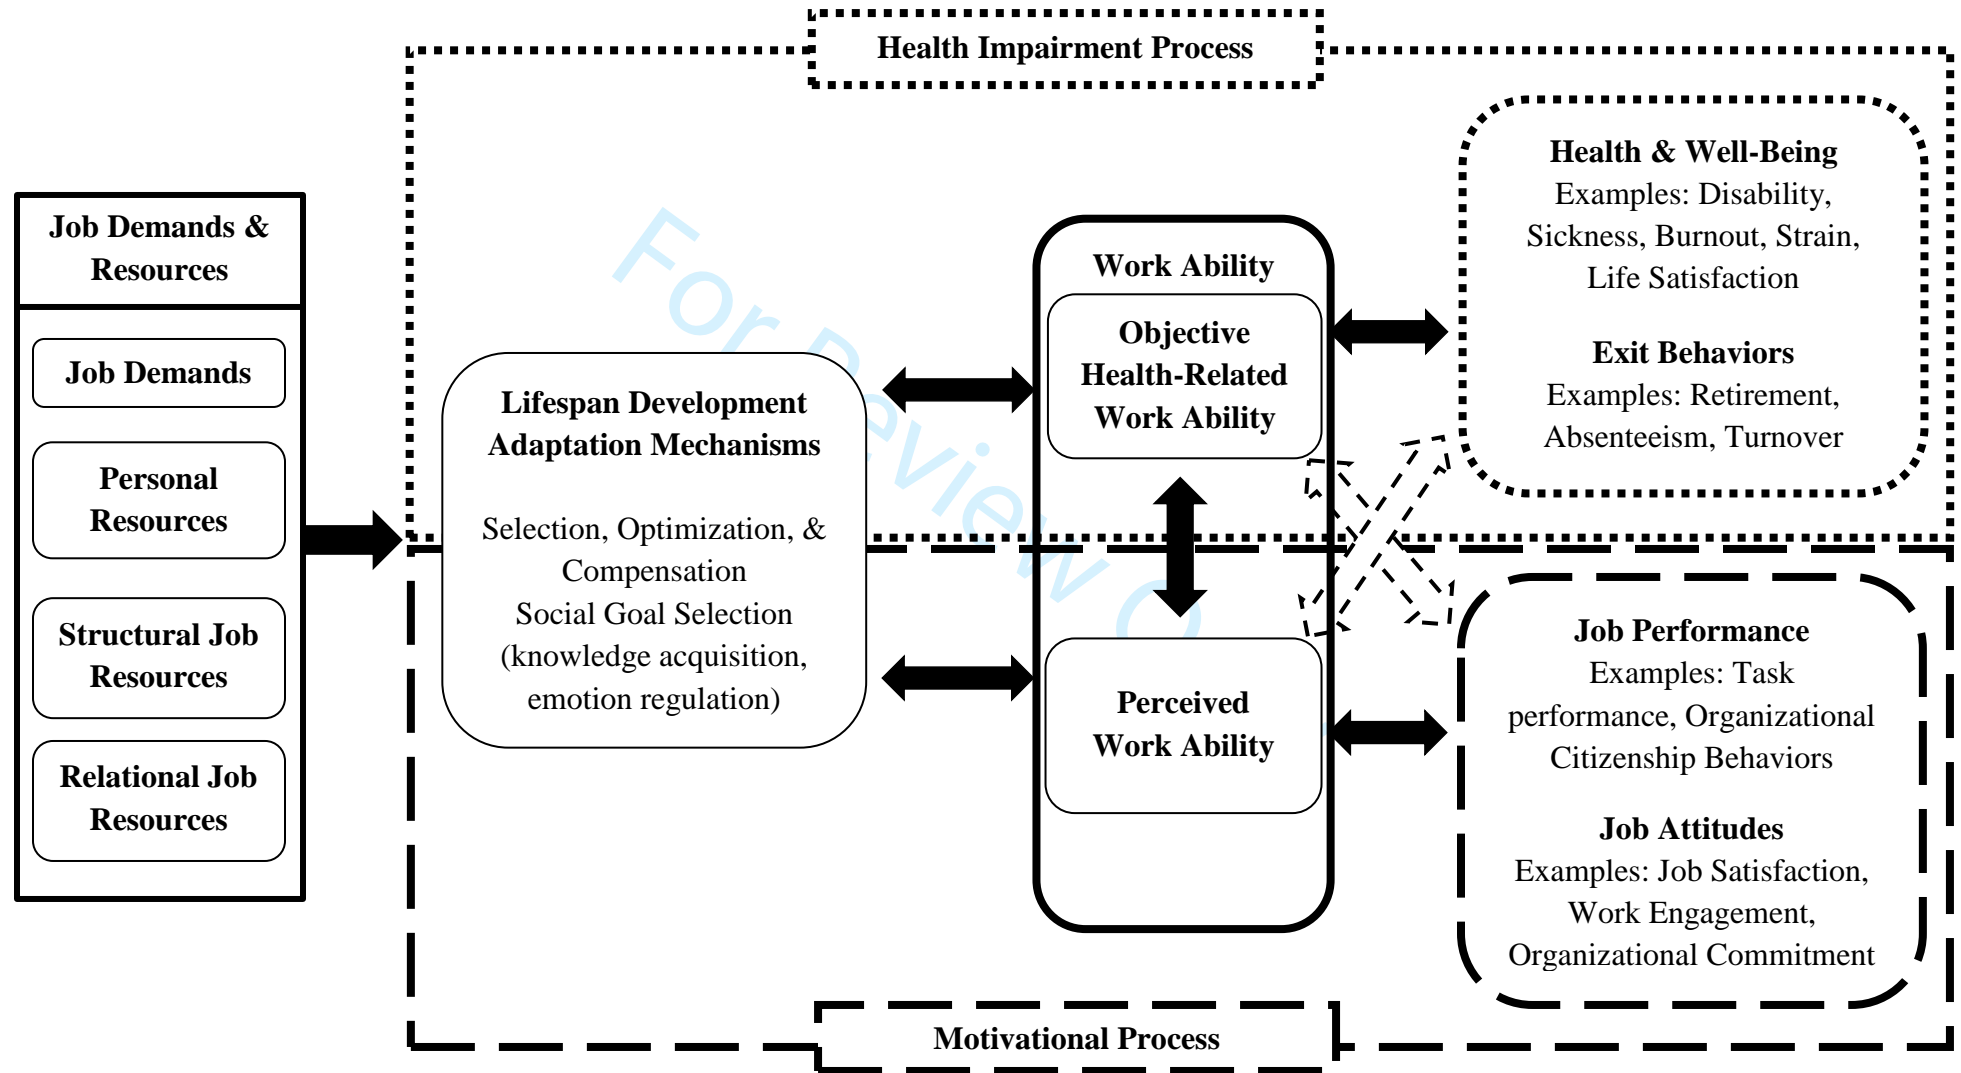 Health Impairment Process
Job Demands &
Resources
Job Demands
Personal
Resources
Structural Job
Resources
Relational Job
Resources
Lifespan Development
Adaptation Mechanisms
Selection, Optimization, &
Compensation
Social Goal Selection
(knowledge acquisition,
emotion regulation)
Work Ability
Objective
Health-Related
Work Ability
Perceived
Work Ability
Health & Well-Being
Examples: Disability,
Sickness, Burnout, Strain,
Life Satisfaction
Exit Behaviors
Examples: Retirement,
Absenteeism, Turnover
Job Performance
Examples: Task
performance, Organizational
Citizenship Behaviors
Job Attitudes
Examples: Job Satisfaction,
Work Engagement,
Organizational Commitment
Motivational Process
For Review